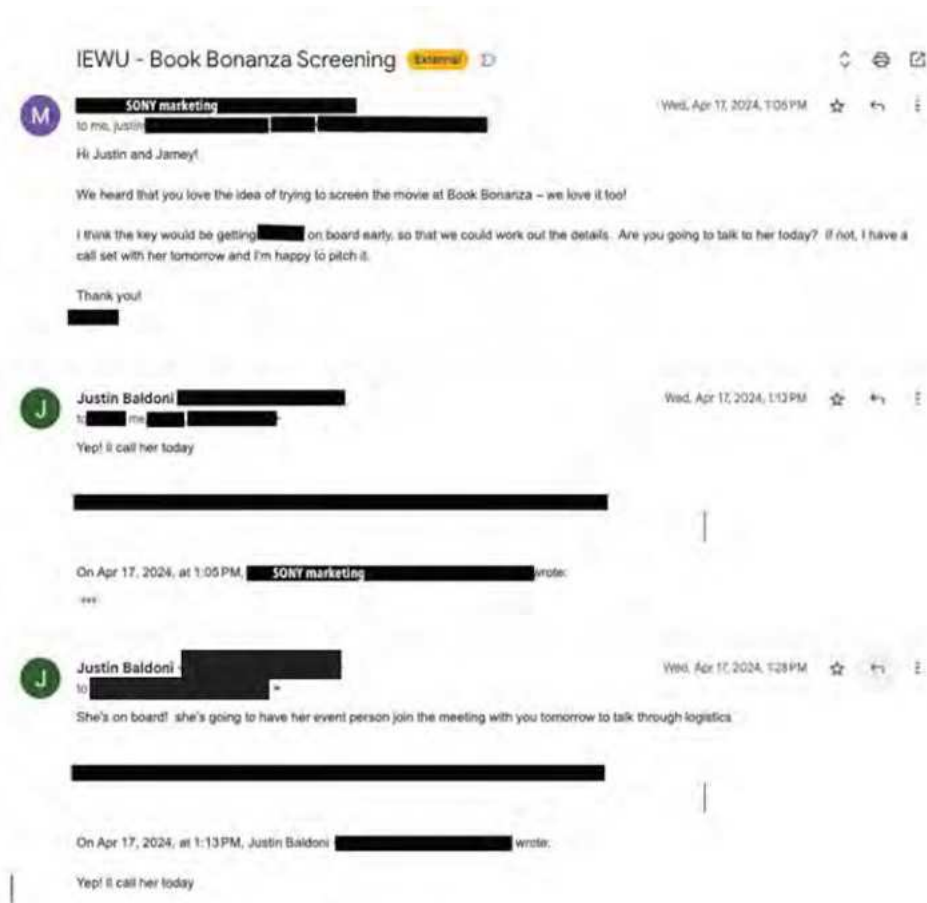 IEWU - Book Bonanza Screening External
M
SONY marketing
Wed, Apr 17, 2024, 1:05 PM
to me, justin
Hi Justin and Jamey!
We heard that you love the idea of trying to screen the movie at Book Bonanza – we love it too!
I think the key would be getting on board early, so that we could work out the details. Are you going to talk to her today? If not, I have a
call set with her tomorrow and I'm happy to pitch it.
Thank you!
J
Justin Baldoni
Wed, Apr 17, 2024, 1:12 PM
to me
Yep! Il call her today
On Apr 17, 2024, at 1:05 PM, SONY marketing wrote:
J
Justin Baldoni
Wed, Apr 17, 2024, 1:28 PM
to
She's on board! she's going to have her event person join the meeting with you tomorrow to talk through logistics
On Apr 17, 2024, at 1:13 PM, Justin Baldoni wrote:
Yep! Il call her today